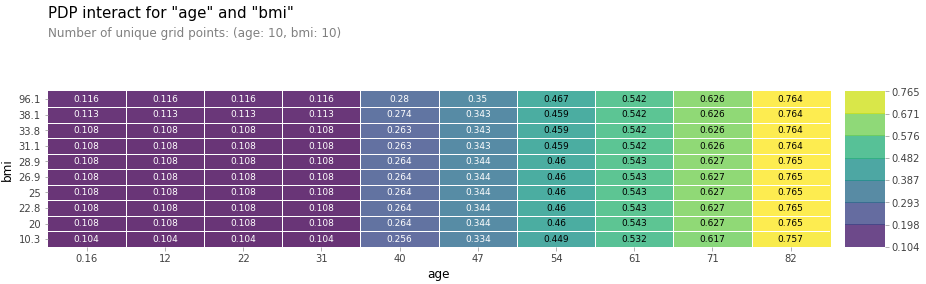 PDP interact for "age" and "bmi"
Number of unique grid points: (age: 10, bmi: 10)
96.1 0.116 0.116 0.116 0.116 0.28 0.35 0.467 0.542 0.626 0.764
38.1 0.113 0.113 0.113 0.113 0.274 0.343 0.459 0.542 0.626 0.764
33.8 0.108 0.108 0.108 0.108 0.263 0.343 0.459 0.542 0.626 0.764
31.1 0.108 0.108 0.108 0.108 0.263 0.343 0.459 0.542 0.626 0.764
28.9 0.108 0.108 0.108 0.108 0.264 0.344 0.46 0.543 0.627 0.765
26.9 0.108 0.108 0.108 0.108 0.264 0.344 0.46 0.543 0.627 0.765
25 0.108 0.108 0.108 0.108 0.264 0.344 0.46 0.543 0.627 0.765
22.8 0.108 0.108 0.108 0.108 0.264 0.344 0.46 0.543 0.627 0.765
20 0.108 0.108 0.108 0.108 0.264 0.344 0.46 0.543 0.627 0.765
10.3 0.104 0.104 0.104 0.104 0.256 0.334 0.449 0.532 0.617 0.757
0.16 12 22 31 40 47 54 61 71 82
age
bmi
0.765
0.671
0.576
0.482
0.387
0.293
0.198
0.104